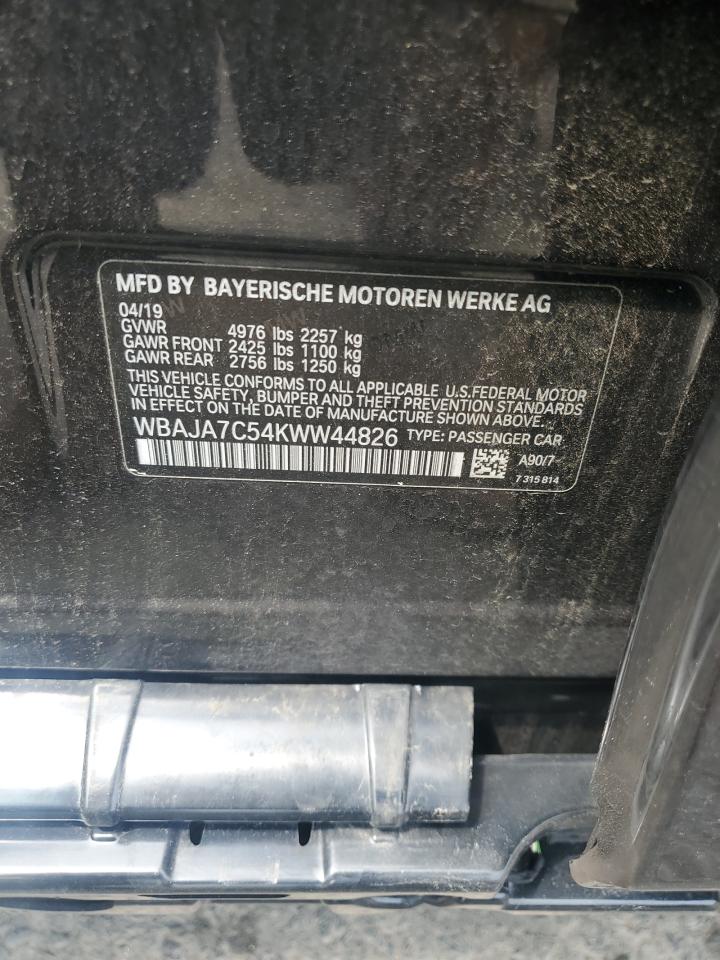 MFD BY BAYERISCHE MOTOREN WERKE AG
04/19
GVWR 4976 lbs 2257 kg
GAWR FRONT 2425 lbs 1100 kg
GAWR REAR 2756 lbs 1250 kg
THIS VEHICLE CONFORMS TO ALL APPLICABLE U.S.FEDERAL MOTOR
VEHICLE SAFETY, BUMPER AND THEFT PREVENTION STANDARDS
IN EFFECT ON THE DATE OF MANUFACTURE SHOWN ABOVE.
WBAJA7C54KWW44826 TYPE: PASSENGER CAR
A90/7
7 315 814